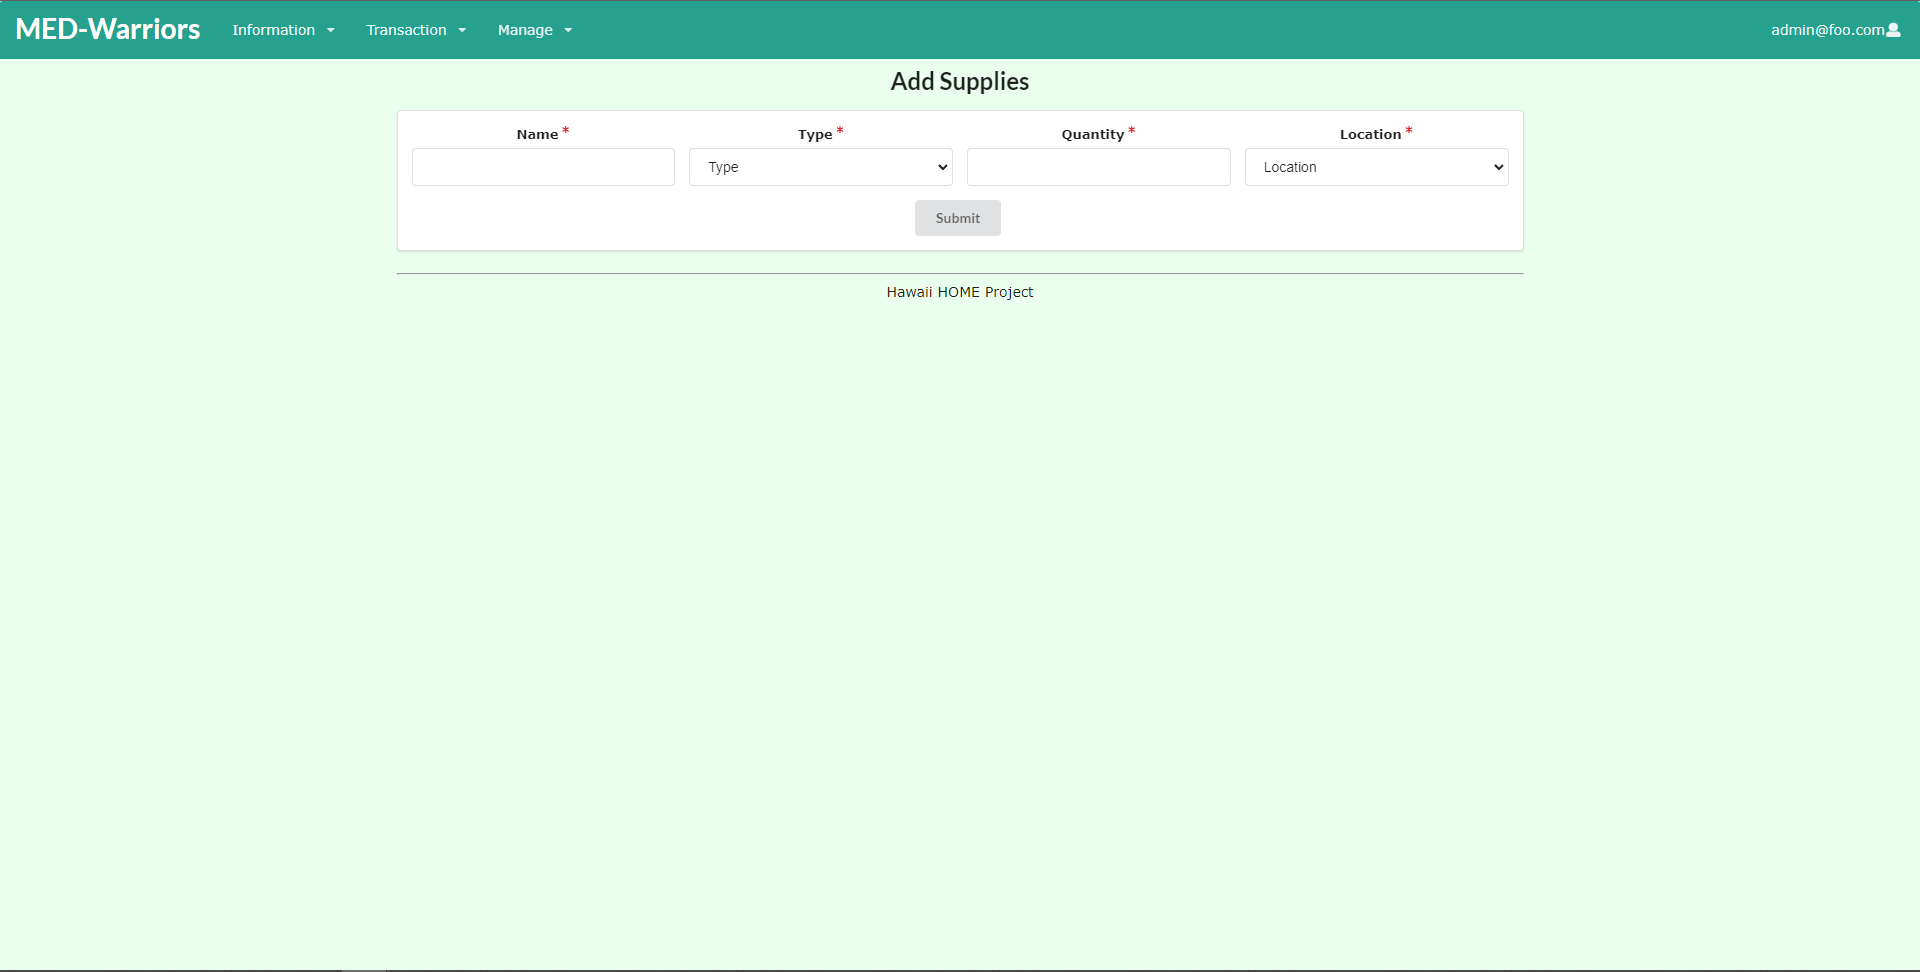 MED-Warriors Information Transaction Manage admin@foo.com
Add Supplies
Name * Type * Quantity * Location *
Type Location
Submit
Hawaii HOME Project